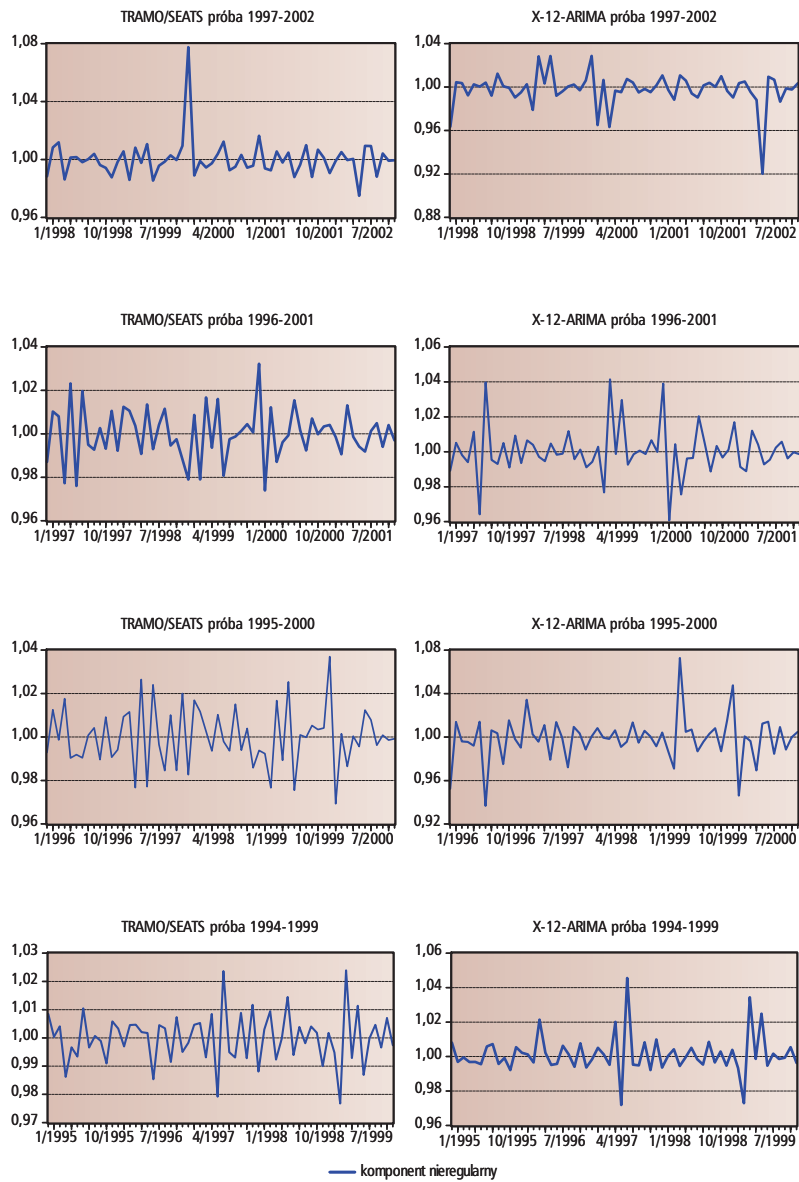 TRAMO/SEATS próba 1997-2002
1,08
1,04
1,00
0,96
1/1998 10/1998 7/1999 4/2000 1/2001 10/2001 7/2002
X-12-ARIMA próba 1997-2002
1,04
1,00
0,96
0,92
0,88
1/1998 10/1998 7/1999 4/2000 1/2001 10/2001 7/2002
TRAMO/SEATS próba 1996-2001
1,04
1,02
1,00
0,98
0,96
1/1997 10/1997 7/1998 4/1999 1/2000 10/2000 7/2001
X-12-ARIMA próba 1996-2001
1,06
1,04
1,02
1,00
0,98
0,96
1/1997 10/1997 7/1998 4/1999 1/2000 10/2000 7/2001
TRAMO/SEATS próba 1995-2000
1,04
1,02
1,00
0,98
0,96
1/1996 10/1996 7/1997 4/1998 1/1999 10/1999 7/2000
X-12-ARIMA próba 1995-2000
1,08
1,04
1,00
0,96
0,92
1/1996 10/1996 7/1997 4/1998 1/1999 10/1999 7/2000
TRAMO/SEATS próba 1994-1999
1,03
1,02
1,01
1,00
0,99
0,98
0,97
1/1995 10/1995 7/1996 4/1997 1/1998 10/1998 7/1999
X-12-ARIMA próba 1994-1999
1,06
1,04
1,02
1,00
0,98
0,96
1/1995 10/1995 7/1996 4/1997 1/1998 10/1998 7/1999
komponent nieregularny